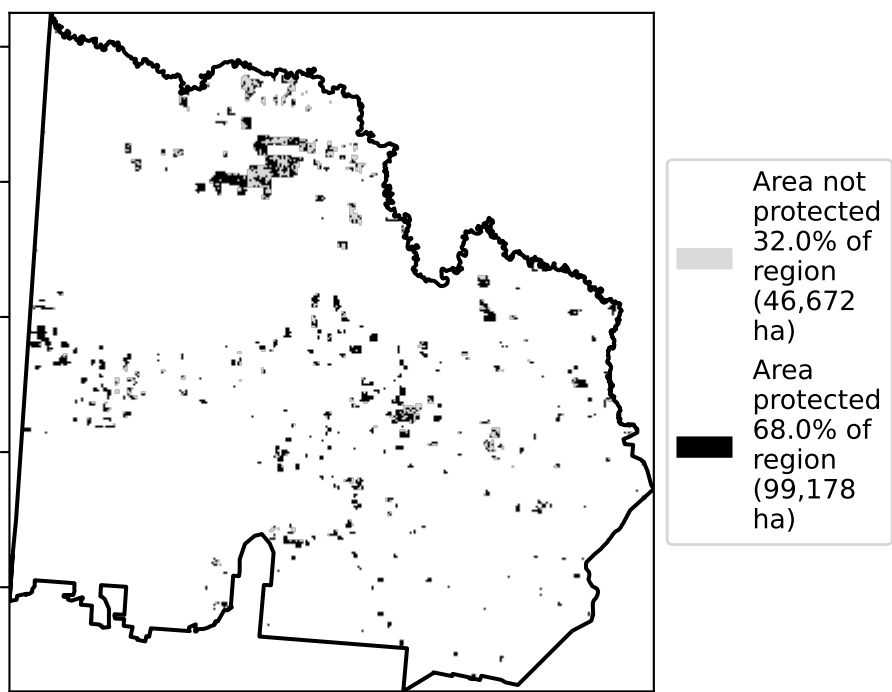 Area not
protected
32.0% of
region
(46,672
ha)
Area
protected
68.0% of
region
(99,178
ha)